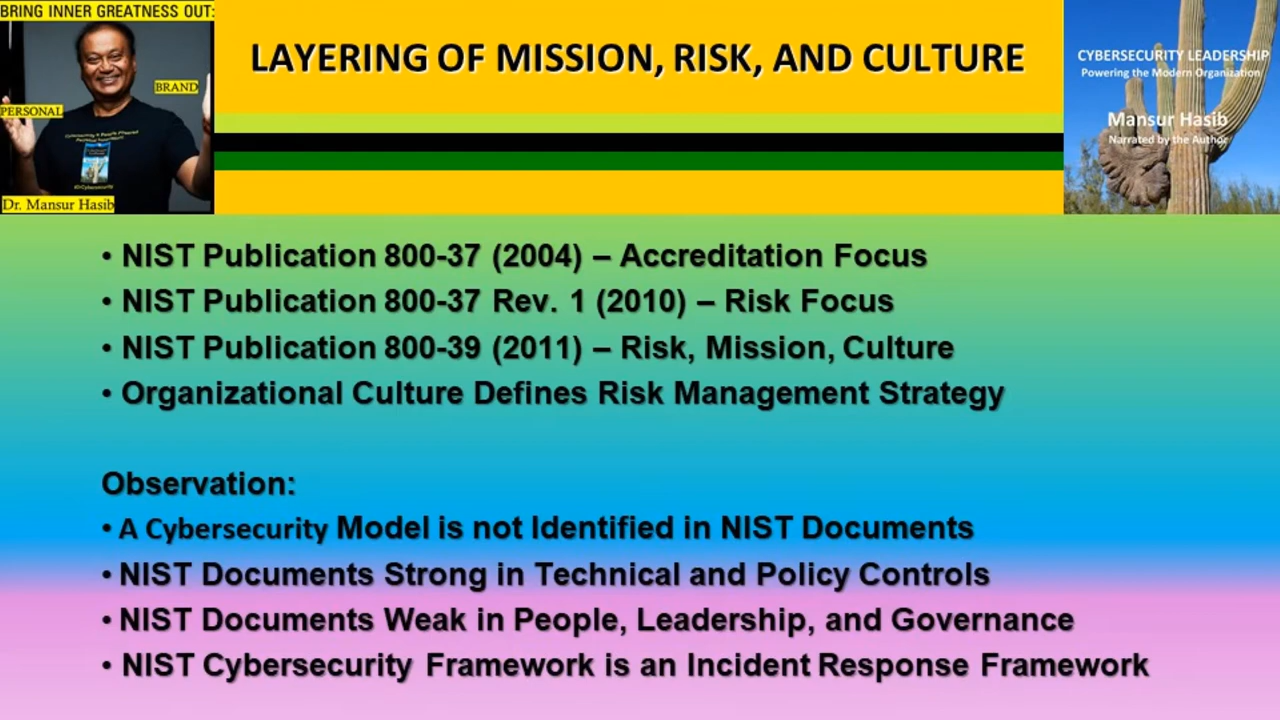 BRING INNER GREATNESS OUT:
PERSONAL
BRAND
Dr. Mansur Hasib
LAYERING OF MISSION, RISK, AND CULTURE
CYBERSECURITY LEADERSHIP
Powering the Modern Organization
Mansur Hasib
Narrated by the Author
• NIST Publication 800-37 (2004) – Accreditation Focus
• NIST Publication 800-37 Rev. 1 (2010) – Risk Focus
• NIST Publication 800-39 (2011) – Risk, Mission, Culture
• Organizational Culture Defines Risk Management Strategy
Observation:
• A Cybersecurity Model is not Identified in NIST Documents
• NIST Documents Strong in Technical and Policy Controls
• NIST Documents Weak in People, Leadership, and Governance
• NIST Cybersecurity Framework is an Incident Response Framework